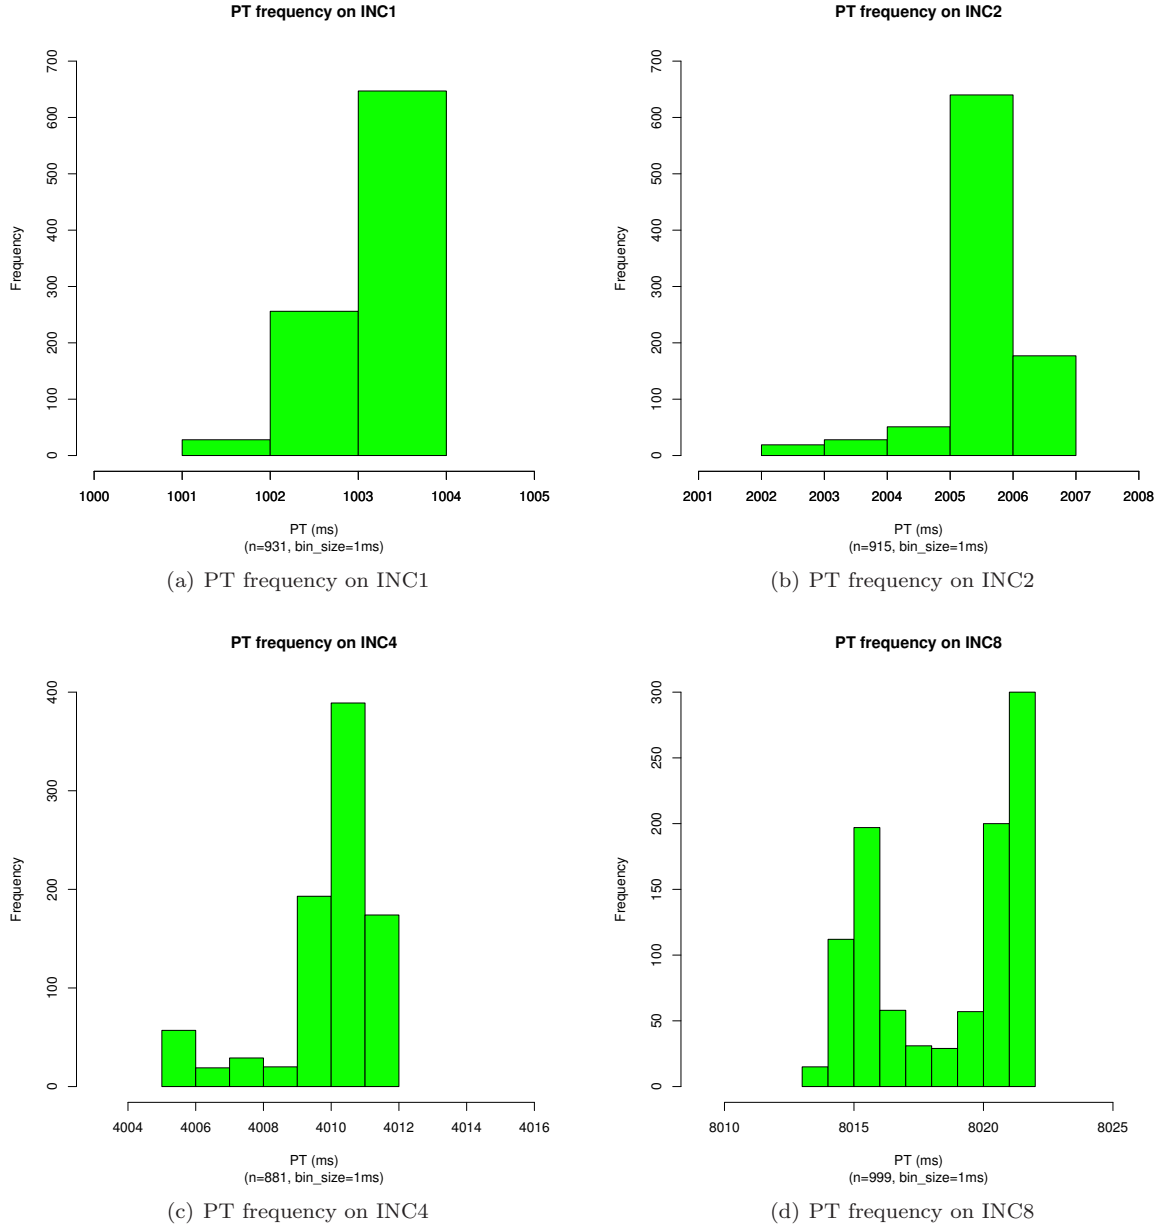 PT frequency on INC1
700
600
500
400
300
200
100
0
Frequency
1000 1001 1002 1003 1004 1005
PT (ms)
(n=931, bin_size=1ms)
(a) PT frequency on INC1
PT frequency on INC2
700
600
500
400
300
200
100
0
Frequency
2001 2002 2003 2004 2005 2006 2007 2008
PT (ms)
(n=915, bin_size=1ms)
(b) PT frequency on INC2
PT frequency on INC4
400
300
200
100
0
Frequency
4004 4006 4008 4010 4012 4014 4016
PT (ms)
(n=881, bin_size=1ms)
(c) PT frequency on INC4
PT frequency on INC8
300
250
200
150
100
50
0
Frequency
8010 8015 8020 8025
PT (ms)
(n=999, bin_size=1ms)
(d) PT frequency on INC8